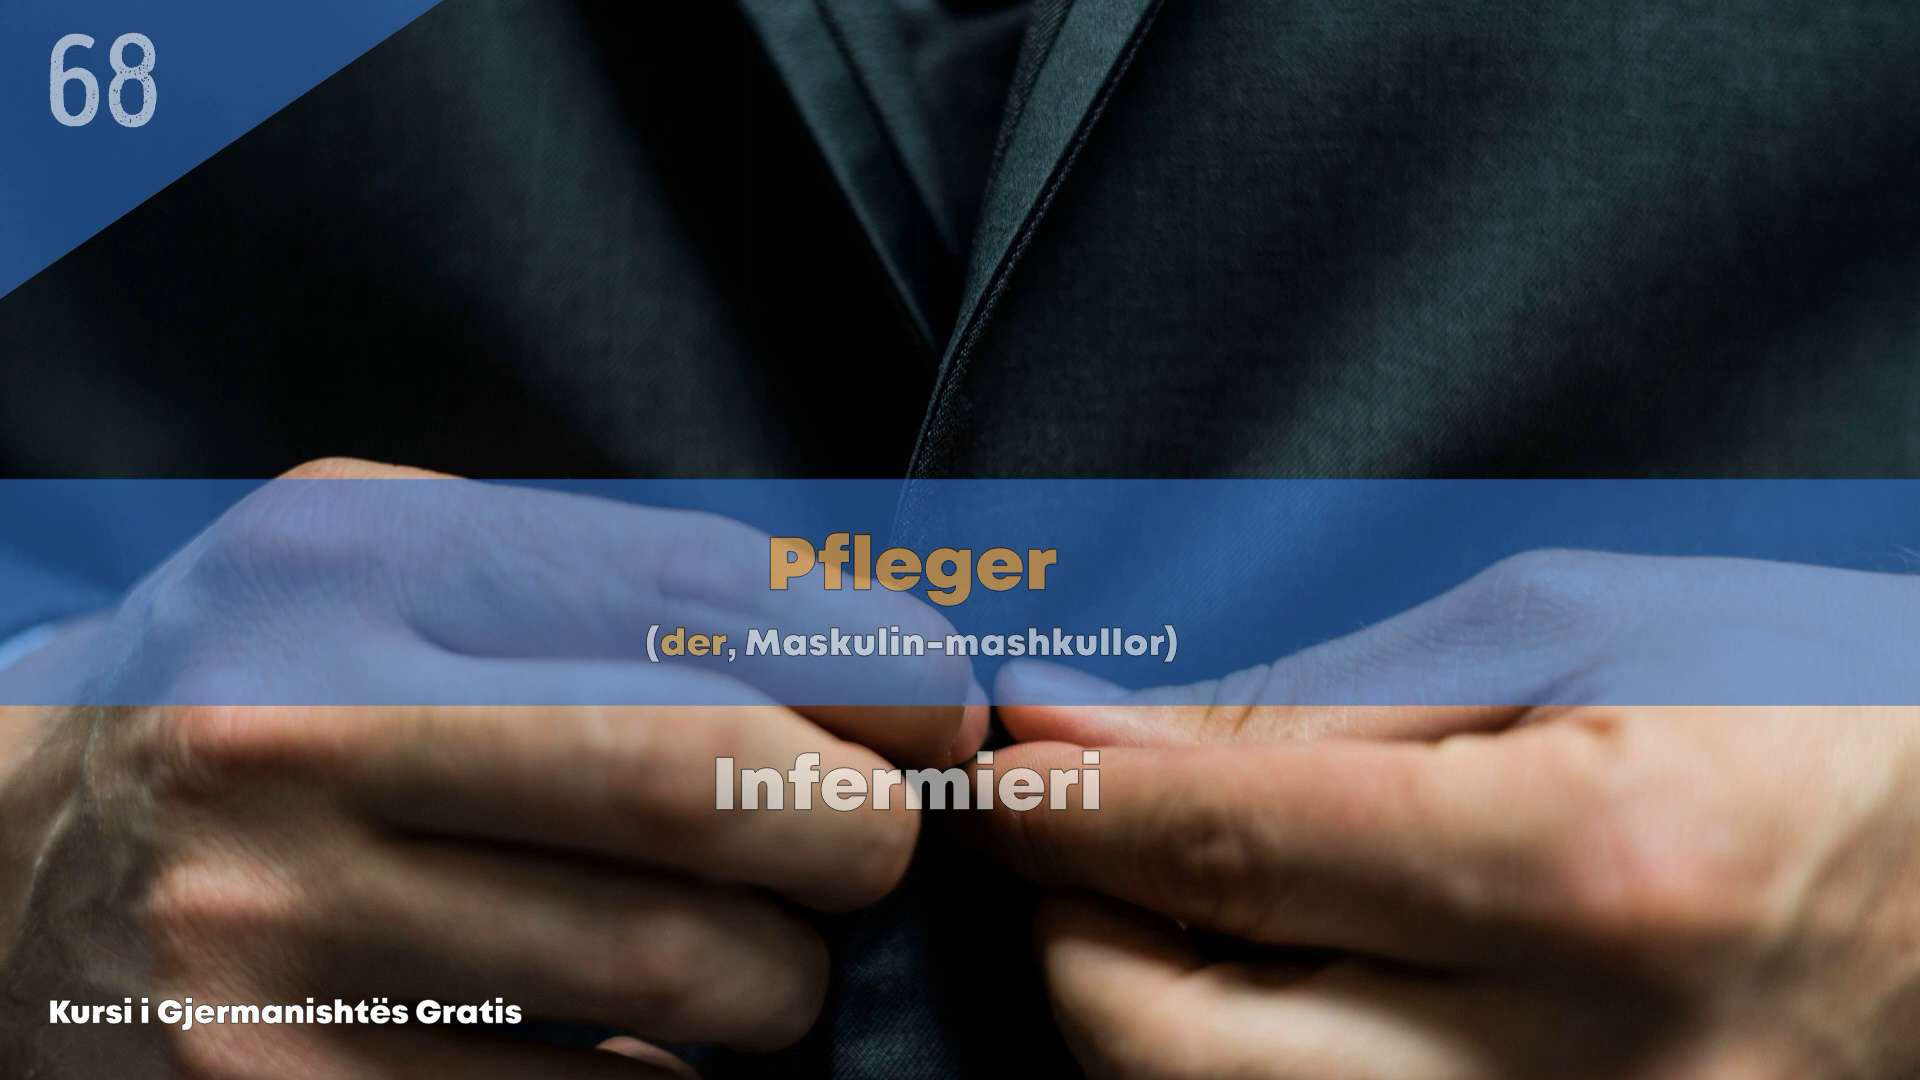 68
Pfleger
(der, Maskulin-mashkullor)
Infermieri
Kursi i Gjermanishtës Gratis